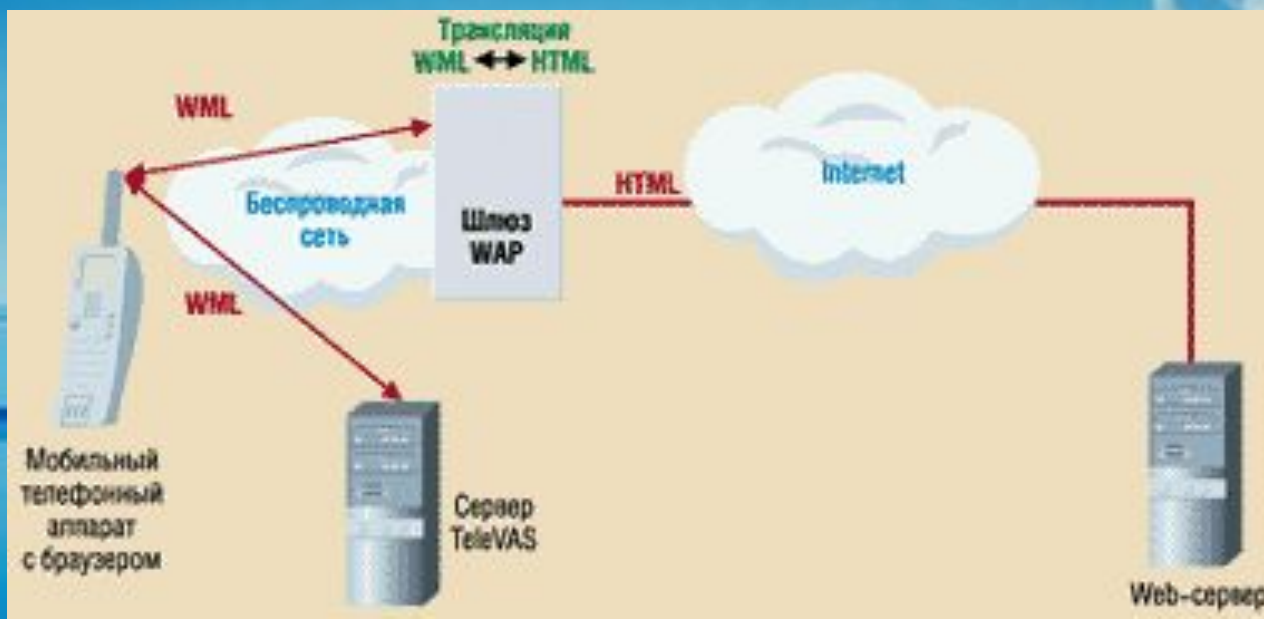 Трансляция
WML ↔ HTML
WML
Беспроводная
сеть
Шлюз
WAP
HTML
Internet
WML
Мобильный
телефонный
аппарат
с браузером
Сервер
TeleVAS
Web-сервер